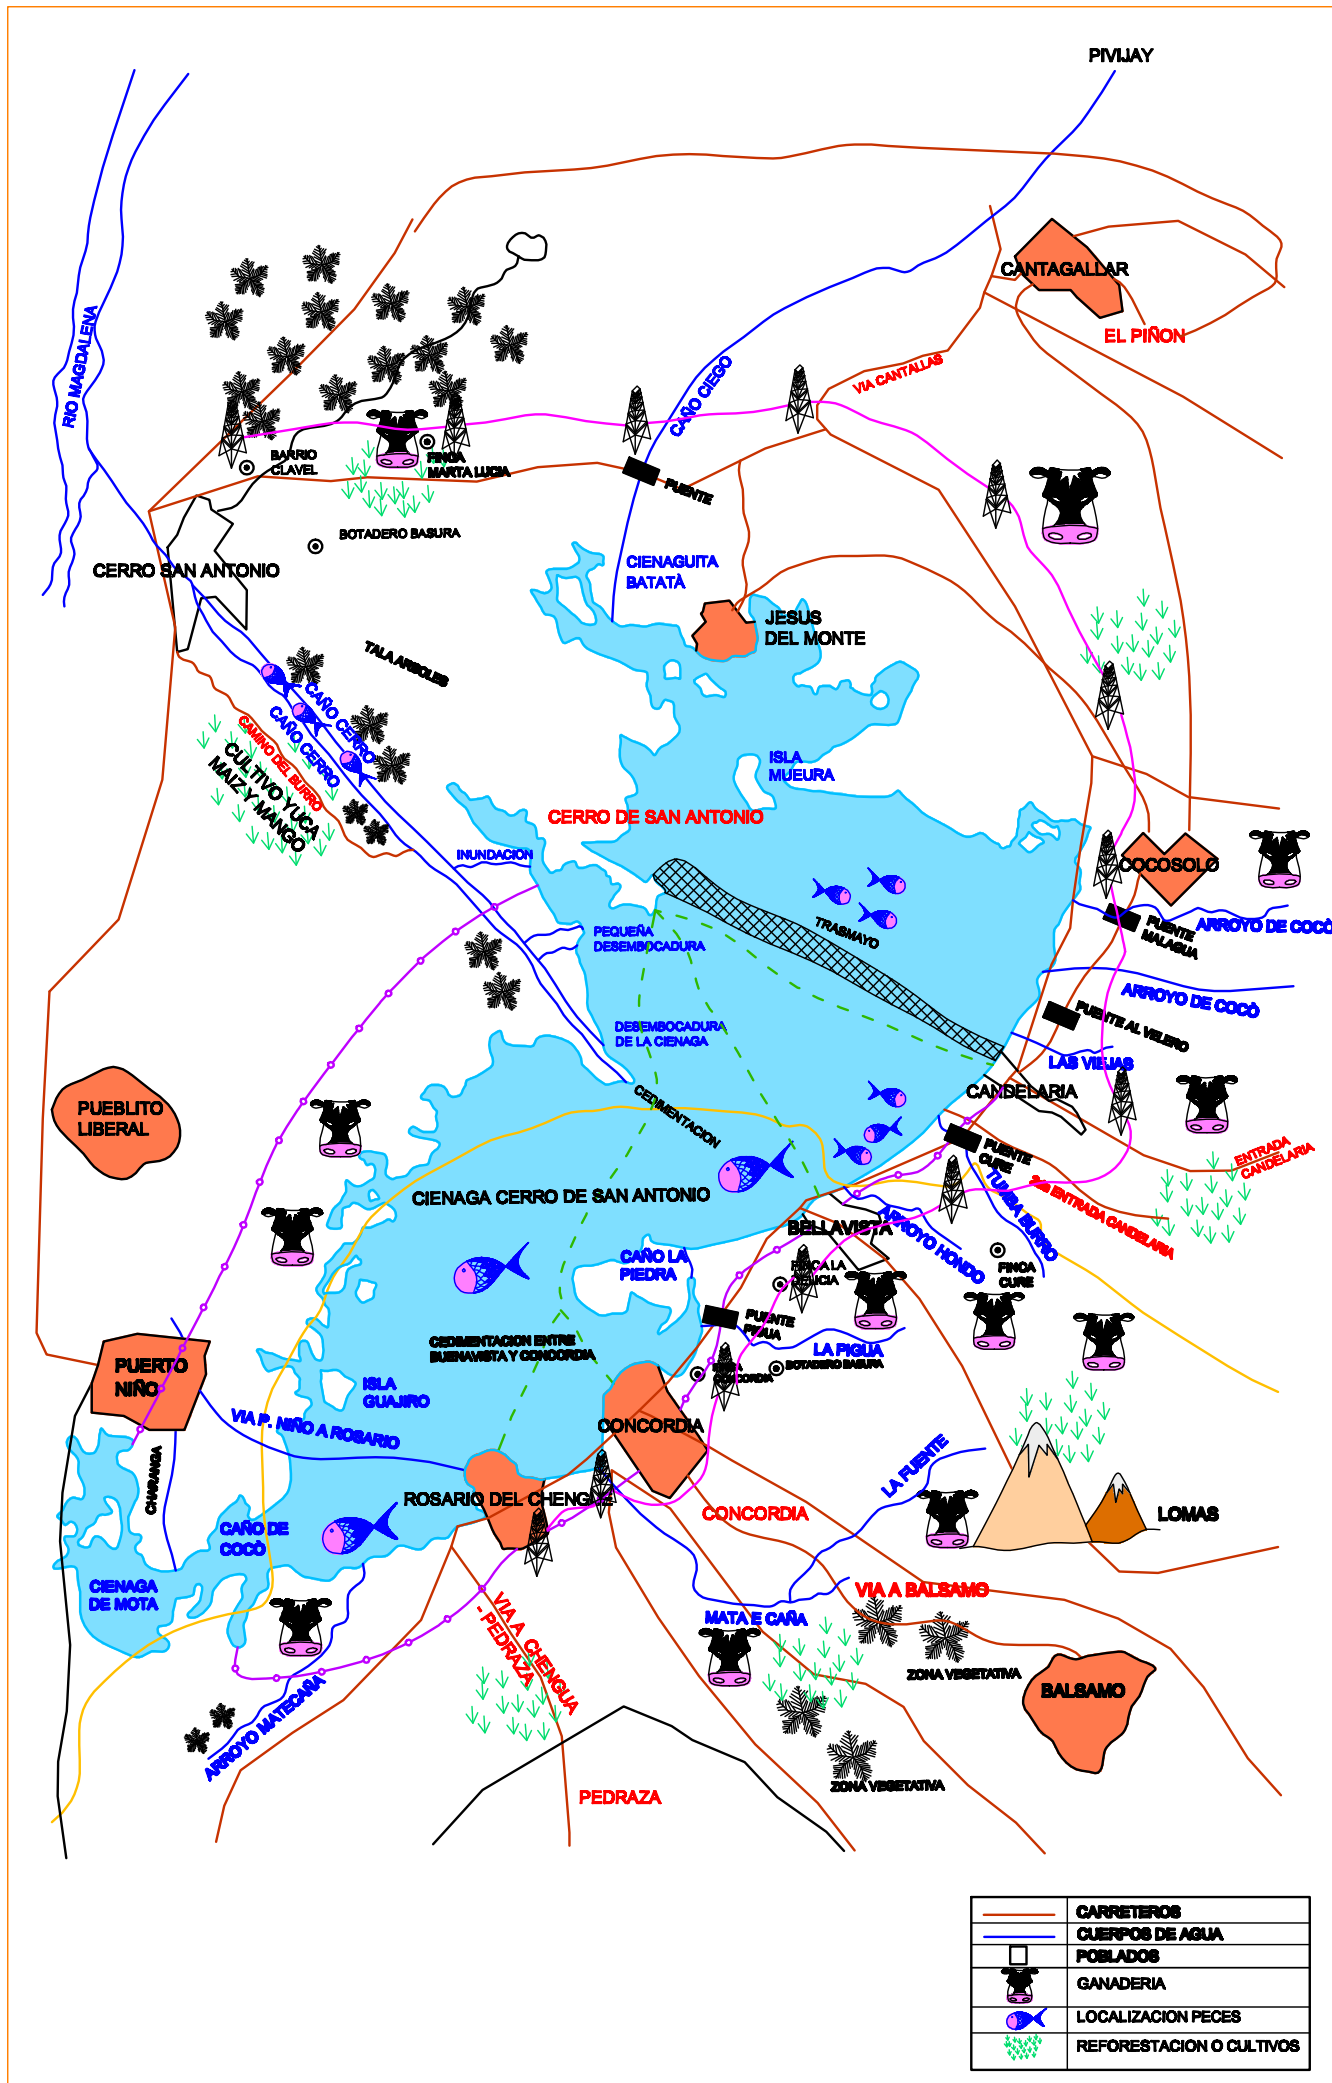 PIVIJAY
RIO MAGDALENA
CANTAGALLAR
EL PIÑON
VIA CANTALLAS
CAÑO CIEGO
BARRIO
CLAVEL
FINCA
MARTA LUCIA
PUENTE
BOTADERO BASURA
CERRO SAN ANTONIO
CIENAGUITA
BATATÀ
JESUS
DEL MONTE
TALA ARBOLES
CAÑO CERRO
CAÑO CERRO
CAMINO DEL BURRO
CULTIVO YUCA
MAIZ Y MANGO
ISLA
MUEURA
CERRO DE SAN ANTONIO
INUNDACION
COCOSOLO
PEQUEÑA
DESEMBOCADURA
TRASMAYO
PUENTE
MALAGUA
ARROYO DE COCÒ
ARROYO DE COCÒ
DESEMBOCADURA
DE LA CIENAGA
PUENTE AL VELERO
LAS VIEJAS
CANDELARIA
PUEBLITO
LIBERAL
CEDIMENTACION
PUENTE
CURE
ENTRADA
CANDELARIA
2da ENTRADA CANDELARIA
TUMBA BURRO
CIENAGA CERRO DE SAN ANTONIO
BELLAVISTA
ARROYO HONDO
CAÑO LA
PIEDRA
FINCA LA
DELICIA
FINCA
CURE
PUENTE
PIGUA
CEDIMENTACION ENTRE
BUENAVISTA Y CONCORDIA
LA PIGUA
BOTADERO BASURA
CONCORDIA
PUERTO
NIÑO
ISLA
GUAJIRO
VIA P. NIÑO A ROSARIO
CONCORDIA
LA FUENTE
CHARANGA
ROSARIO DEL CHENGUE
CONCORDIA
LOMAS
CAÑO DE
COCÒ
CIENAGA
DE MOTA
VIA A BALSAMO
MATA E CAÑA
VIA A CHENGUA
- PEDRAZA
ZONA VEGETATIVA
BALSAMO
ARROYO MATECAÑA
ZONA VEGETATIVA
PEDRAZA
CARRETEROS
CUERPOS DE AGUA
POBLADOS
GANADERIA
LOCALIZACION PECES
REFORESTACION O CULTIVOS